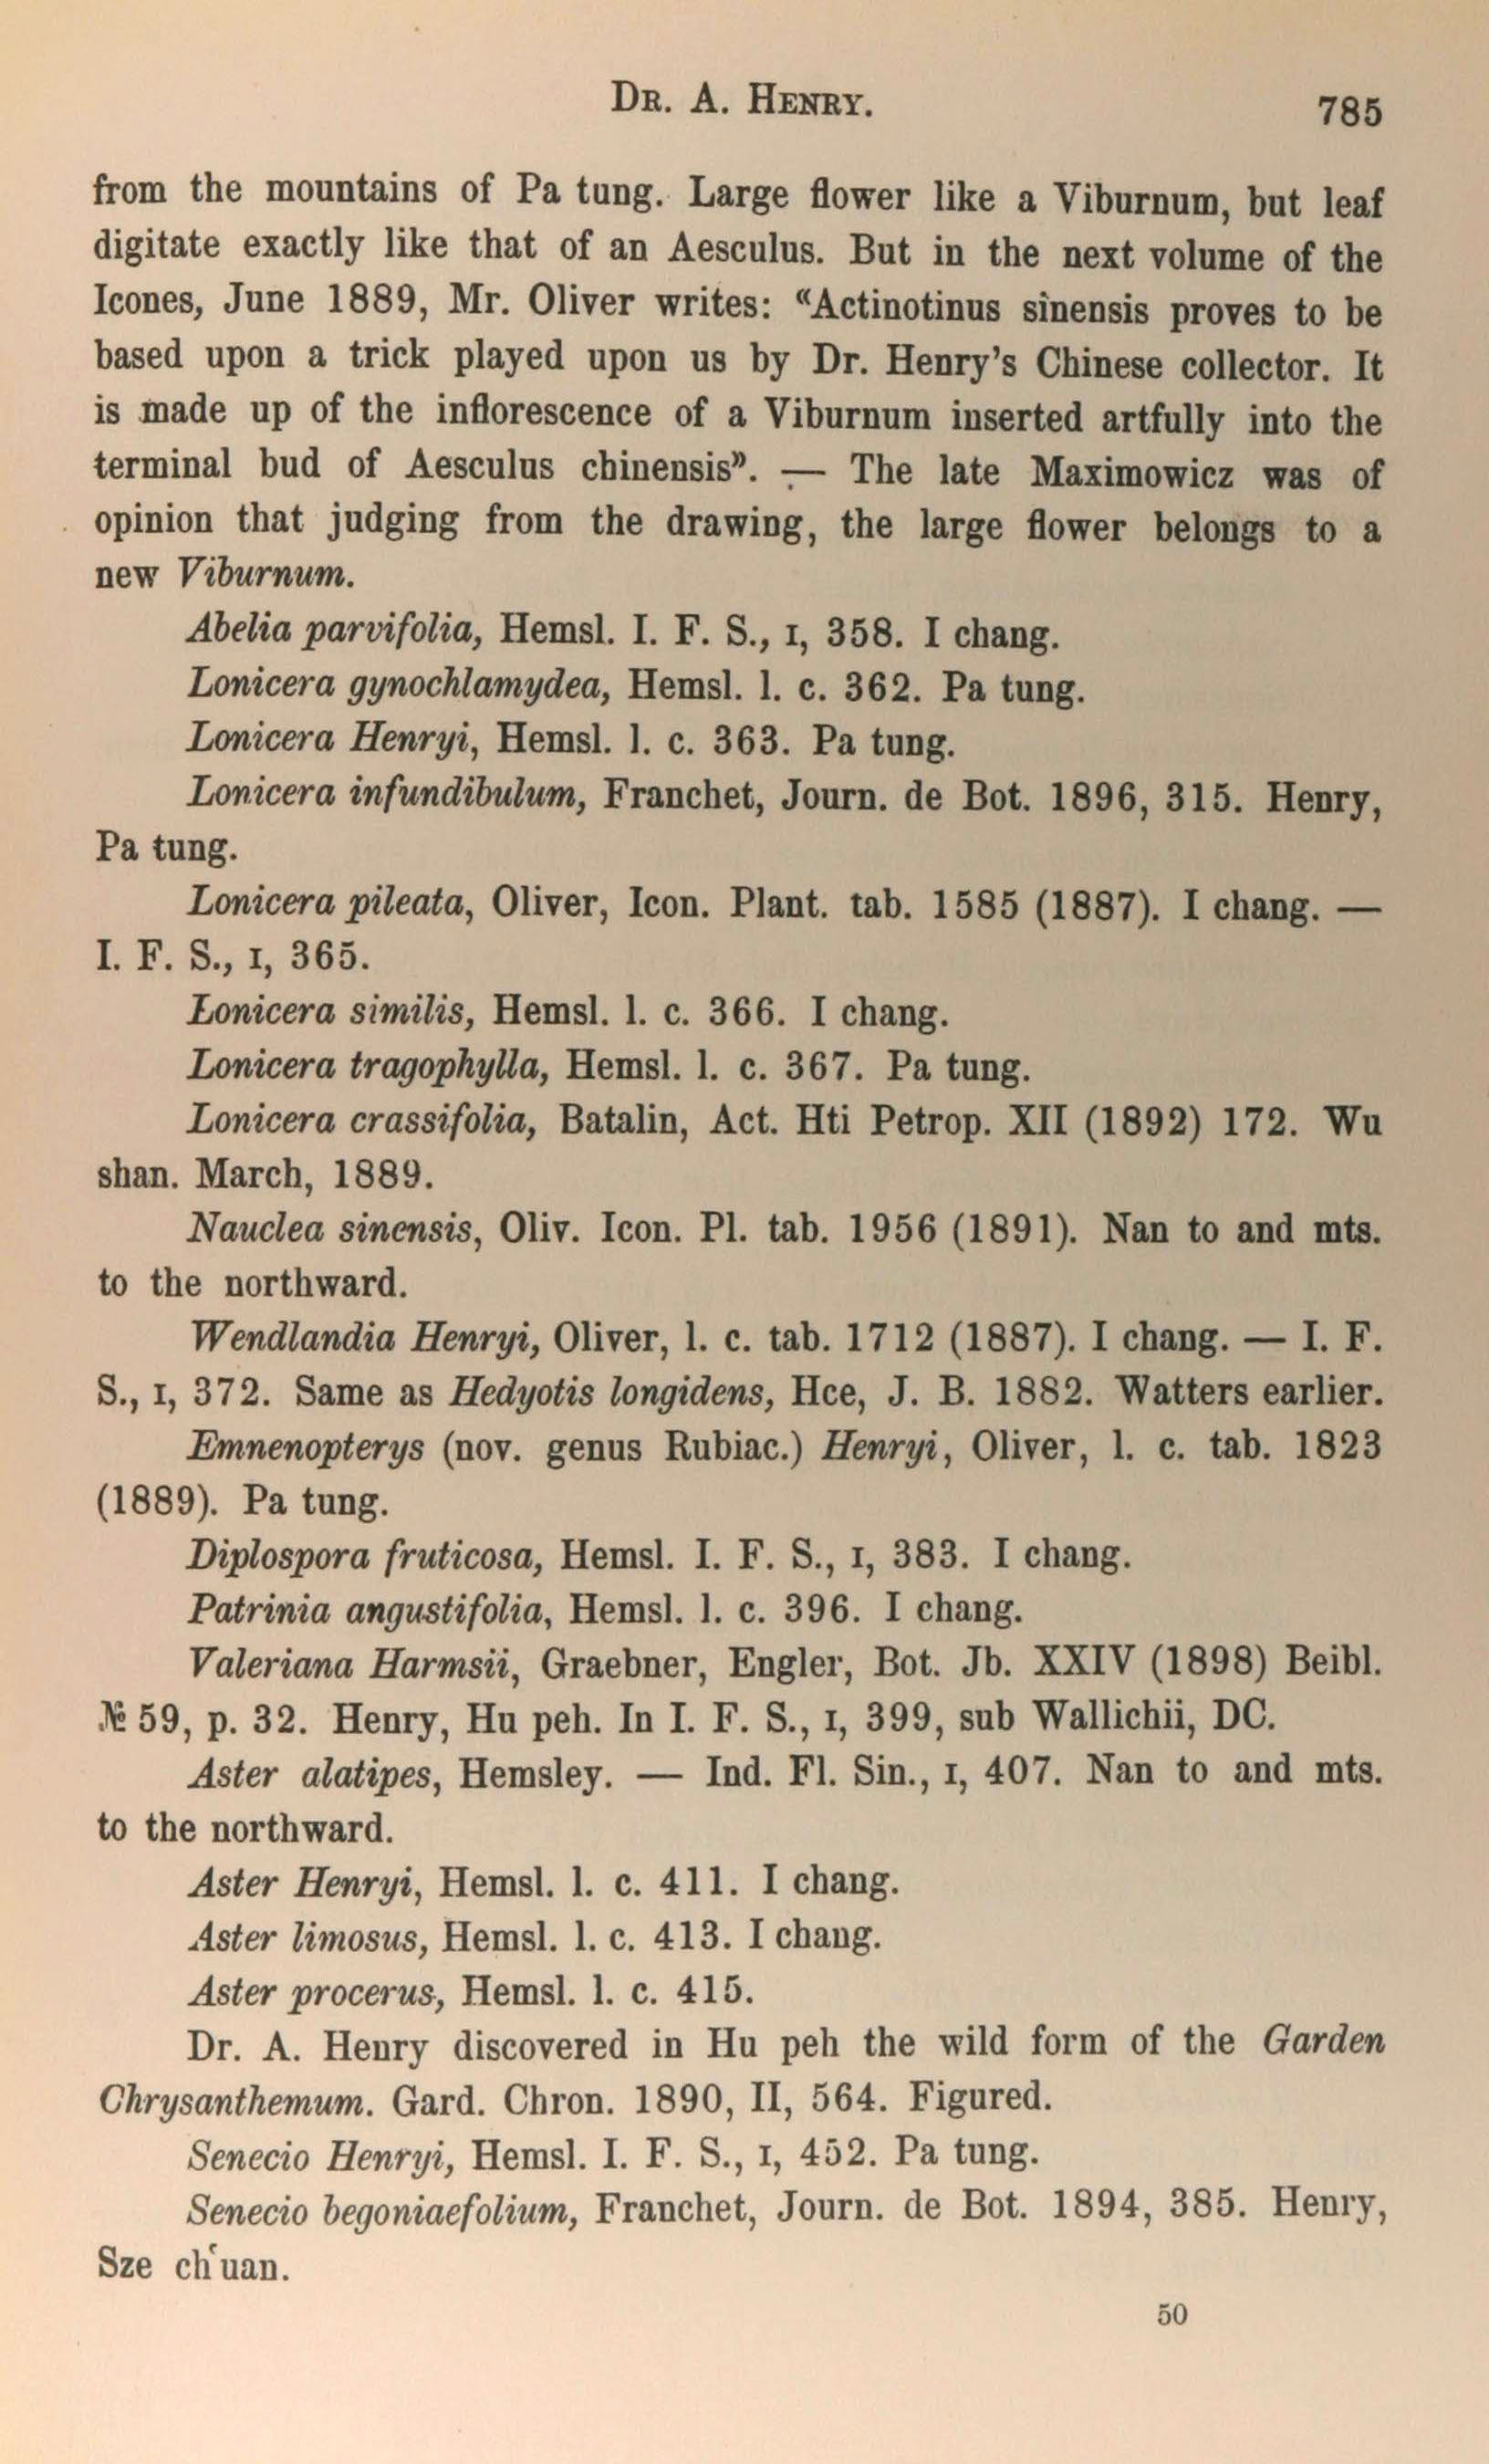 DR. A. HENRY. 785
from the mountains of Pa tung. Large flower like a Viburnum, but leaf
digitate exactly like that of an Aesculus. But in the next volume of the
Icones, June 1889, Mr. Oliver writes: “Actinotinus sinensis proves to be
based upon a trick played upon us by Dr. Henry's Chinese collector. It
is made up of the inflorescence of a Viburnum inserted artfully into the
terminal bud of Aesculus chinensis”. — The late Maximowicz was of
opinion that judging from the drawing, the large flower belongs to a
new Viburnum.
Abelia parvifolia, Hemsl. I. F. S., I, 358. I chang.
Lonicera gynochlamydea, Hemsl. l. c. 362. Pa tung.
Lonicera Henryi, Hemsl. l. c. 363. Pa tung.
Lonicera infundibulum, Franchet, Journ. de Bot. 1896, 315. Henry,
Pa tung.
Lonicera pileata, Oliver, Icon. Plant. tab. 1585 (1887). I chang. —
I. F. S., I, 365.
Lonicera similis, Hemsl. l. c. 366. I chang.
Lonicera tragophylla, Hemsl. l. c. 367. Pa tung.
Lonicera crassifolia, Batalin, Act. Hti Petrop. XII (1892) 172. Wu
shan. March, 1889.
Nauclea sinensis, Oliv. Icon. Pl. tab. 1956 (1891). Nan to and mts.
to the northward.
Wendlandia Henryi, Oliver, l. c. tab. 1712 (1887). I chang. — I. F.
S., I, 372. Same as Hedyotis longidens, Hce, J. B. 1882. Watters earlier.
Emnenopterys (nov. genus Rubiac.) Henryi, Oliver, l. c. tab. 1823
(1889). Pa tung.
Diplospora fruticosa, Hemsl. I. F. S., I, 383. I chang.
Patrinia angustifolia, Hemsl. l. c. 396. I chang.
Valeriana Harmsii, Graebner, Engler, Bot. Jb. XXIV (1898) Beibl.
№ 59, p. 32. Henry, Hu peh. In I. F. S., I, 399, sub Wallichii, DC.
Aster alatipes, Hemsley. — Ind. Fl. Sin., I, 407. Nan to and mts.
to the northward.
Aster Henryi, Hemsl. l. c. 411. I chang.
Aster limosus, Hemsl. l. c. 413. I chang.
Aster procerus, Hemsl. l. c. 415.
Dr. A. Henry discovered in Hu peh the wild form of the Garden
Chrysanthemum. Gard. Chron. 1890, II, 564. Figured.
Senecio Henryi, Hemsl. I. F. S., I, 452. Pa tung.
Senecio begoniaefolium, Franchet, Journ. de Bot. 1894, 385. Henry,
Sze chʻuan.
50